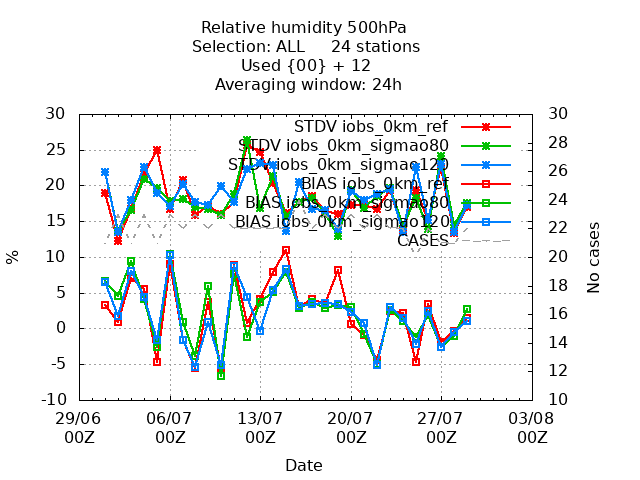 Relative humidity 500hPa
Selection: ALL     24 stations
Used {00} + 12
Averaging window: 24h
30 30
STDV iobs_0km_ref
28
25 STDV iobs_0km_sigmao80 26
STDV iobs_0km_sigmao120
20 BIAS iobs_0km_ref 24
BIAS iobs_0km_sigmao80
15 BIAS iobs_0km_sigmao120 22
CASES
10 20
% No cases
5 18
0 16
-5 14
12
-10 10
29/06 06/07 13/07 20/07 27/07 03/08
00Z 00Z 00Z 00Z 00Z 00Z
Date